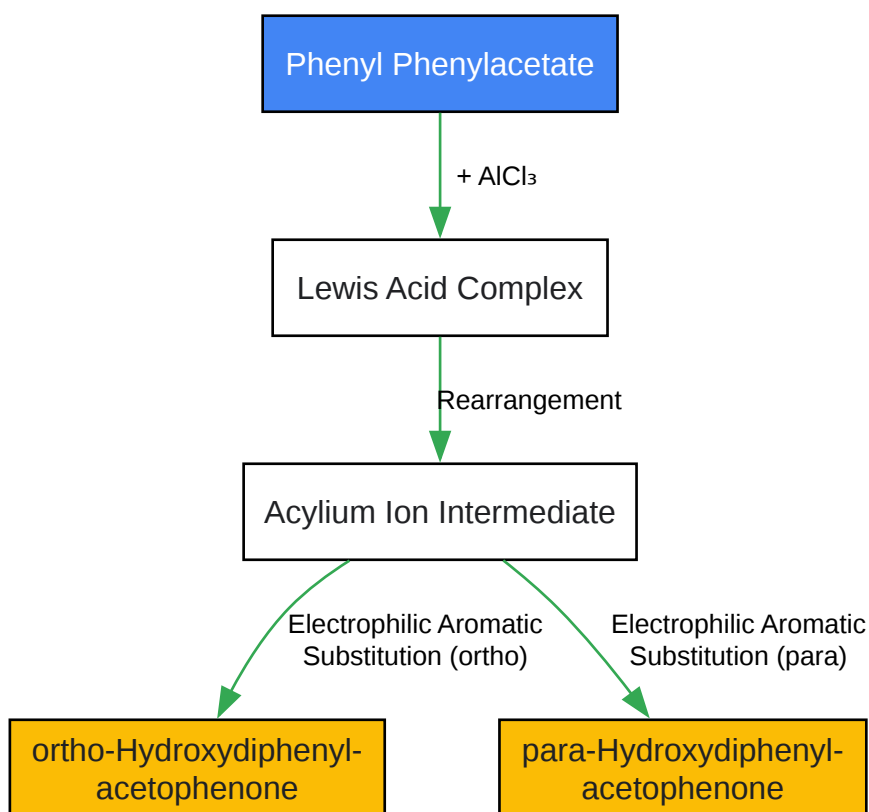 Phenyl Phenylacetate
+ AlCl₃
Lewis Acid Complex
Rearrangement
Acylium Ion Intermediate
Electrophilic Aromatic
Substitution (ortho)
Electrophilic Aromatic
Substitution (para)
ortho-Hydroxydiphenyl-
acetophenone
para-Hydroxydiphenyl-
acetophenone